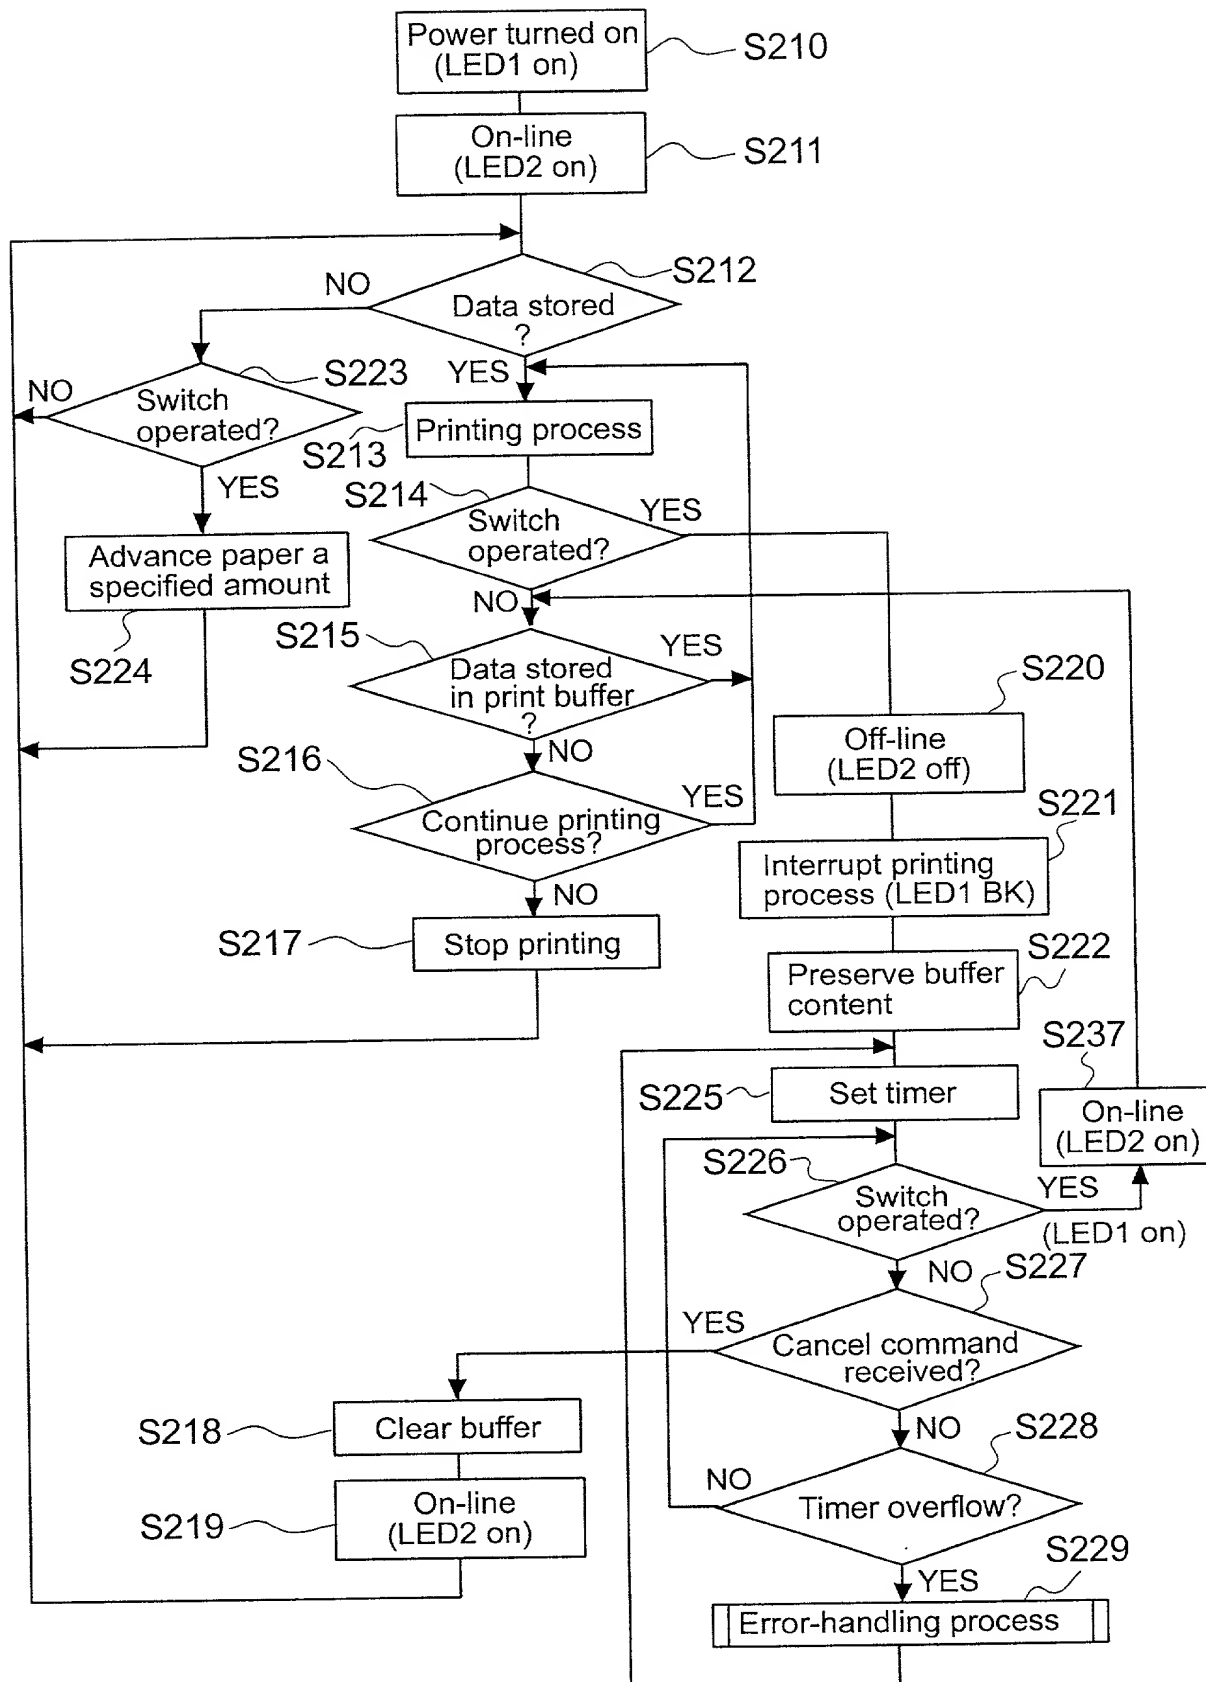 Power turned on
(LED1 on)
S210
On-line
(LED2 on)
S211
S212
NO
Data stored
?
YES
S223
NO
Switch
operated?
YES
S213
Printing process
S214
Switch
operated?
YES
NO
Advance paper a
specified amount
S224
S215
Data stored
in print buffer
?
YES
NO
S220
Off-line
(LED2 off)
S216
Continue printing
process?
YES
NO
S221
Interrupt printing
process (LED1 BK)
S217
Stop printing
S222
Preserve buffer
content
S237
On-line
(LED2 on)
S225
Set timer
S226
Switch
operated?
YES
(LED1 on)
NO
S227
YES
Cancel command
received?
NO
S218
Clear buffer
S228
NO
Timer overflow?
YES
S219
On-line
(LED2 on)
S229
Error-handling process